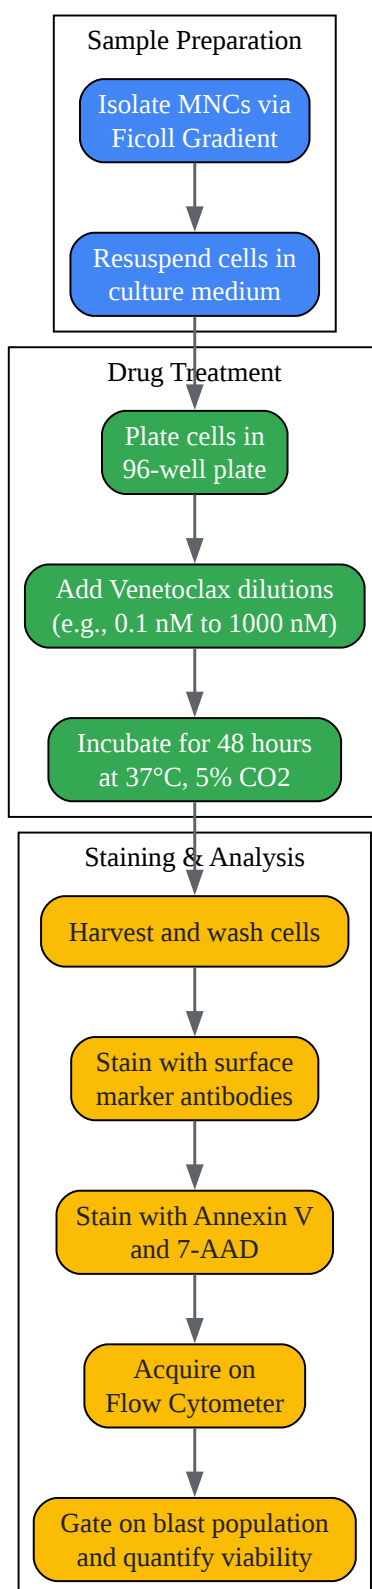 Sample Preparation
Isolate MNCs via
Ficoll Gradient
Resuspend cells in
culture medium
Drug Treatment
Plate cells in
96-well plate
Add Venetoclax dilutions
(e.g., 0.1 nM to 1000 nM)
Incubate for 48 hours
at 37°C, 5% CO2
Staining & Analysis
Harvest and wash cells
Stain with surface
marker antibodies
Stain with Annexin V
and 7-AAD
Acquire on
Flow Cytometer
Gate on blast population
and quantify viability